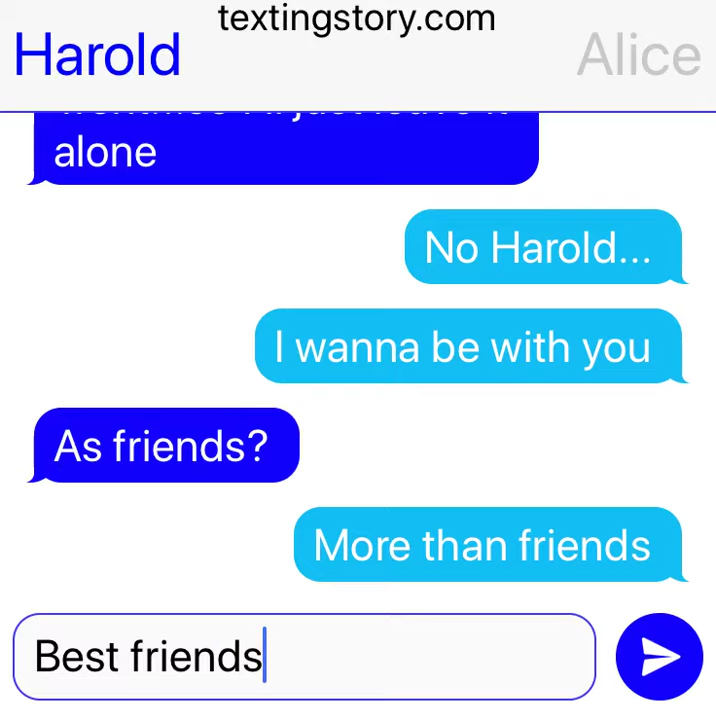 textingstory.com
Harold
Alice
alone
No Harold...
I wanna be with you
As friends?
More than friends
Best friends